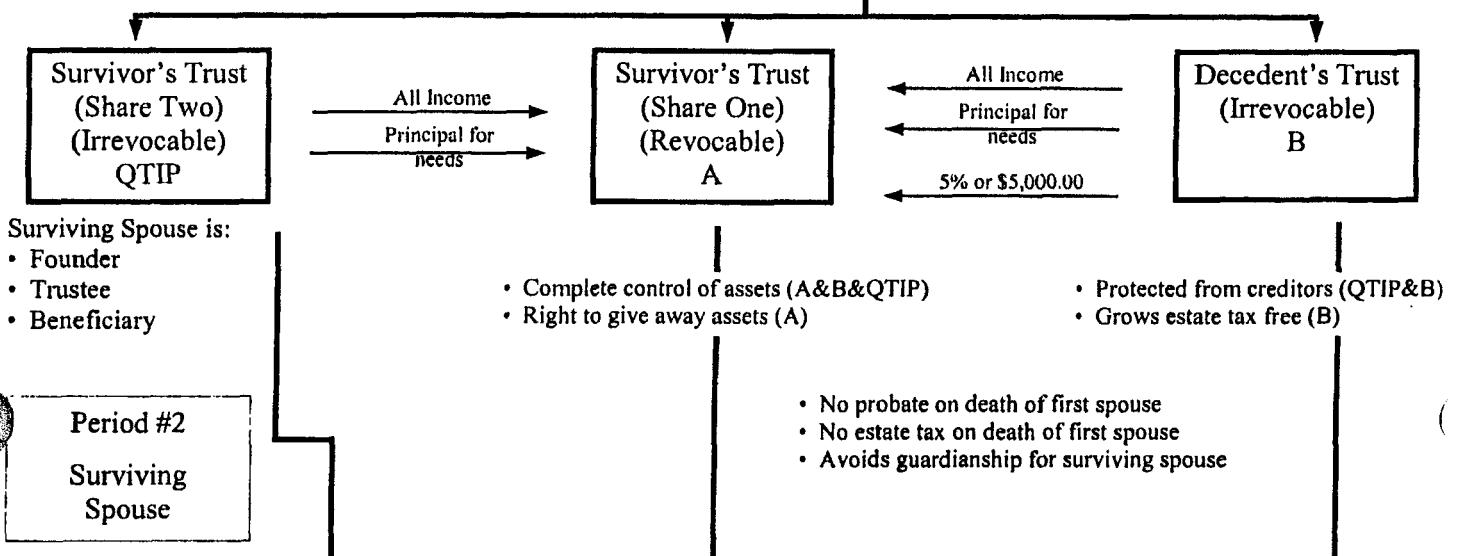 Survivor's Trust
(Share Two)
(Irrevocable)
QTIP
All Income
Principal for
needs
Survivor's Trust
(Share One)
(Revocable)
A
All Income
Principal for
needs
5% or $5,000.00
Decedent's Trust
(Irrevocable)
B
Surviving Spouse is:
• Founder
• Trustee
• Beneficiary
• Complete control of assets (A&B&QTIP)
• Right to give away assets (A)
• Protected from creditors (QTIP&B)
• Grows estate tax free (B)
Period #2
Surviving
Spouse
• No probate on death of first spouse
• No estate tax on death of first spouse
• Avoids guardianship for surviving spouse